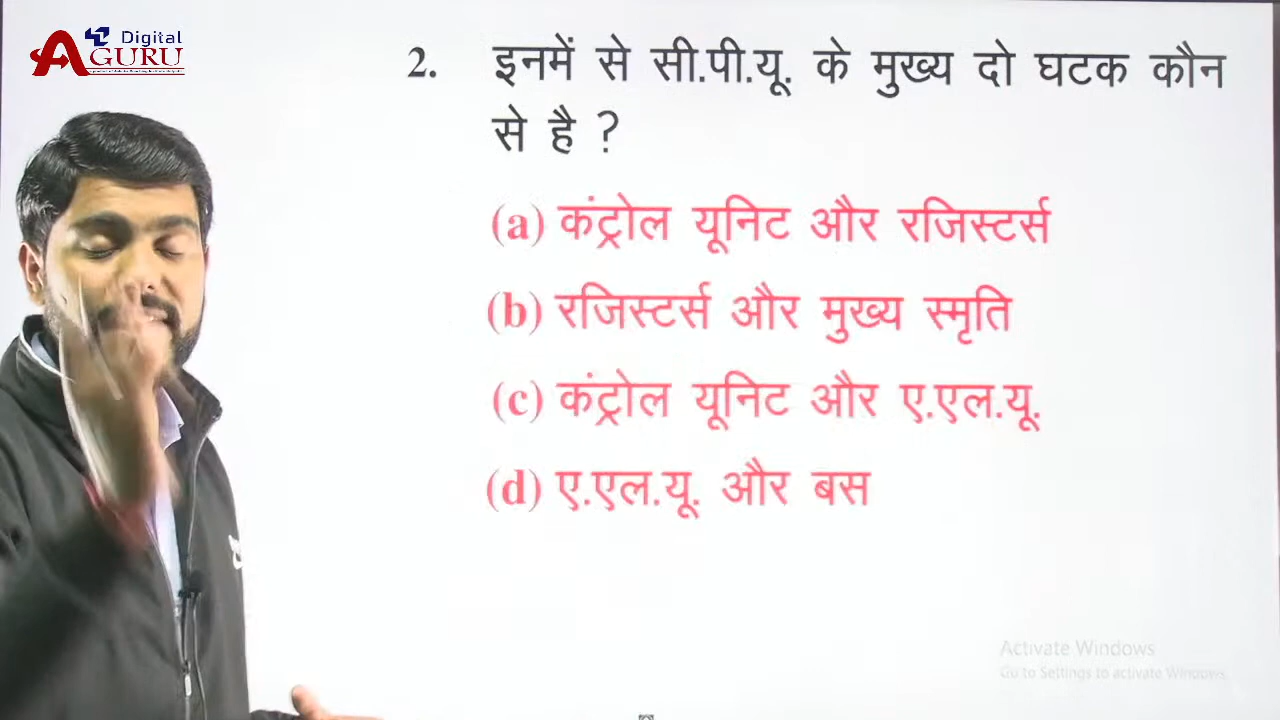 Digital
AGURU
2. इनमें से सी.पी.यू. के मुख्य दो घटक कौन
से है ?
(a) कंट्रोल यूनिट और रजिस्टर्स
(b) रजिस्टर्स और मुख्य स्मृति
(c) कंट्रोल यूनिट और ए.एल.यू.
(d) ए.एल.यू. और बस
Activate Windows
Go to Settings to activate Windows.